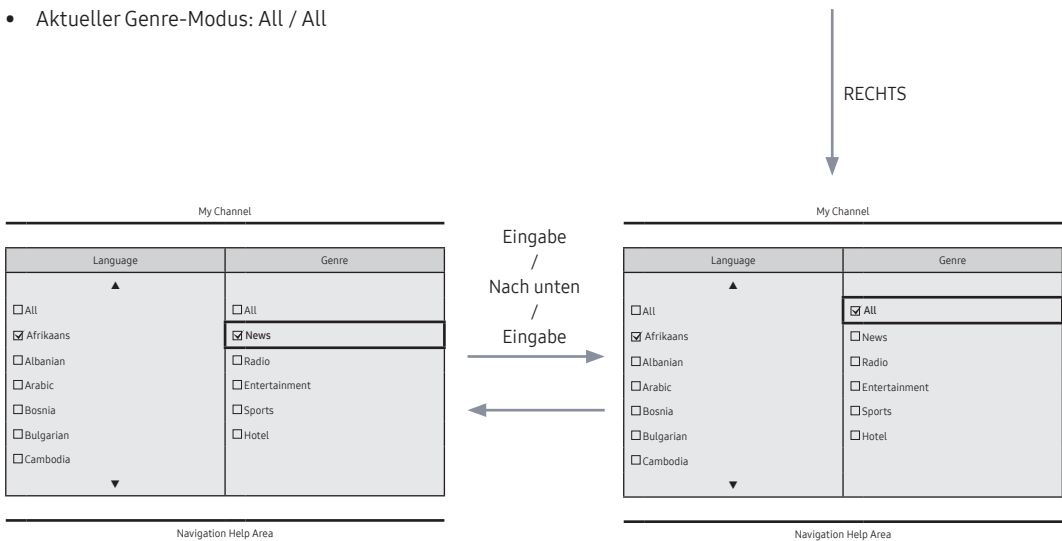 • Aktueller Genre-Modus: All / All
RECHTS
My Channel
Language Genre
▲
☐ All ☐ All
☑ Afrikaans ☑ News
☐ Albanian ☐ Radio
☐ Arabic ☐ Entertainment
☐ Bosnia ☐ Sports
☐ Bulgarian ☐ Hotel
☐ Cambodia
▼
Navigation Help Area
Eingabe
/
Nach unten
/
Eingabe
My Channel
Language Genre
▲
☐ All ☑ All
☑ Afrikaans ☐ News
☐ Albanian ☐ Radio
☐ Arabic ☐ Entertainment
☐ Bosnia ☐ Sports
☐ Bulgarian ☐ Hotel
☐ Cambodia
▼
Navigation Help Area